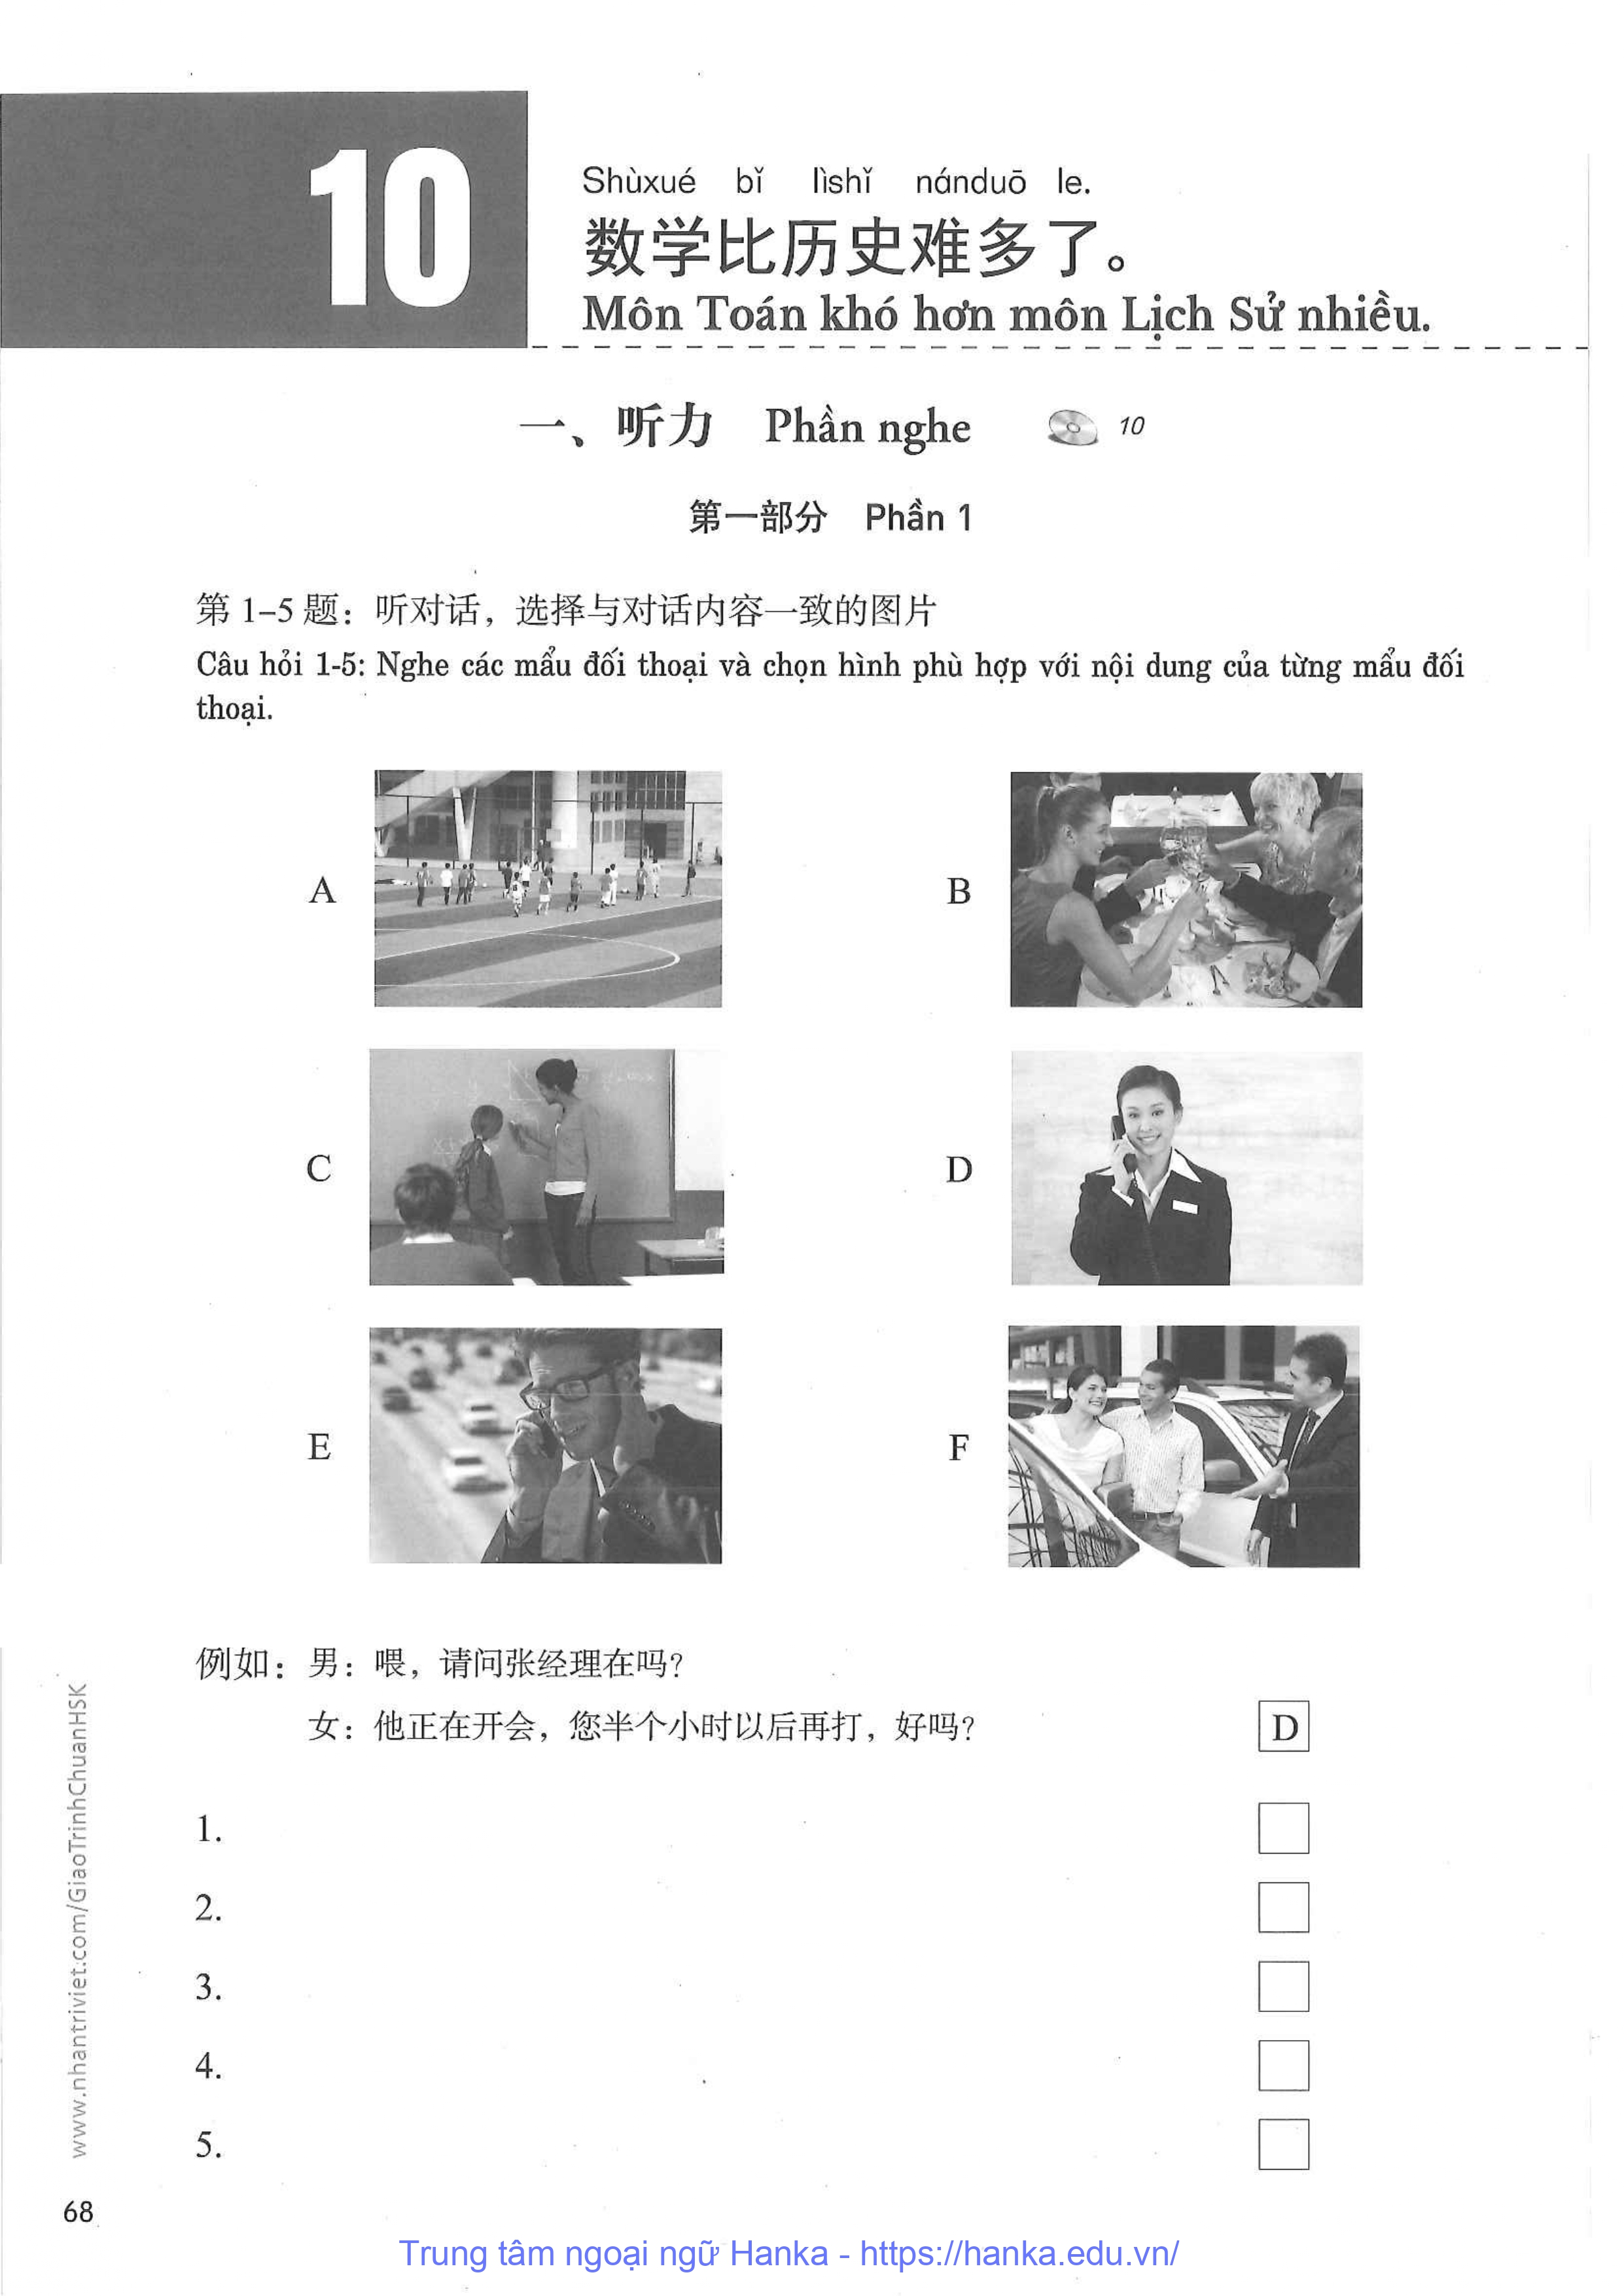 10
Shùxué bǐ lìshǐ nánduō le.
数学比历史难多了。
Môn Toán khó hơn môn Lịch Sử nhiều.
一、听力 Phần nghe 10
第一部分 Phần 1
第 1–5 题：听对话，选择与对话内容一致的图片
Câu hỏi 1-5: Nghe các mẩu đối thoại và chọn hình phù hợp với nội dung của từng mẩu đối
thoại.
A
B
C
D
E
F
例如：男：喂，请问张经理在吗？
女：他正在开会，您半个小时以后再打，好吗？ D
1.
2.
3.
4.
5.
www.nhantriviet.com/GiaoTrinhChuanHSK
68
Trung tâm ngoại ngữ Hanka - https://hanka.edu.vn/